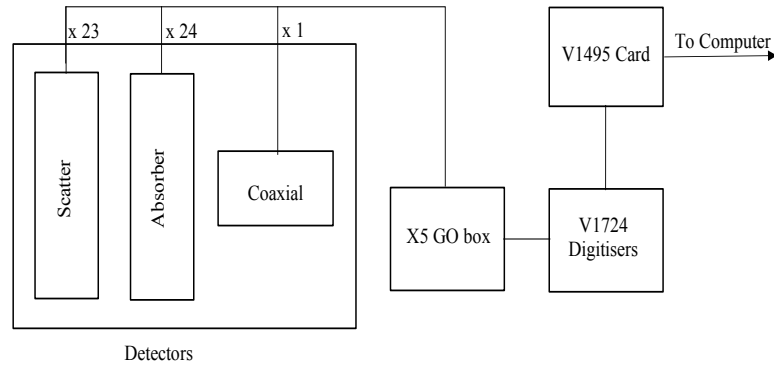 x 23
x 24
x 1
Scatter
Absorber
Coaxial
Detectors
X5 GO box
V1495 Card
To Computer
V1724
Digitisers